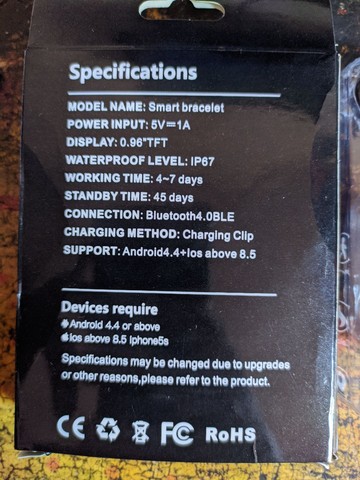 Specifications
MODEL NAME: Smart bracelet
POWER INPUT: 5V=1A
DISPLAY: 0.96"TFT
WATERPROOF LEVEL: IP67
WORKING TIME: 4~7 days
STANDBY TIME: 45 days
CONNECTION: Bluetooth4.0BLE
CHARGING METHOD: Charging Clip
SUPPORT: Android4.4+Ios above 8.5
Devices require
Android 4.4 or above
ios above 8.5 iphone5s
Specifications may be changed due to upgrades
or other reasons,please refer to the product.
CE FC RoHS